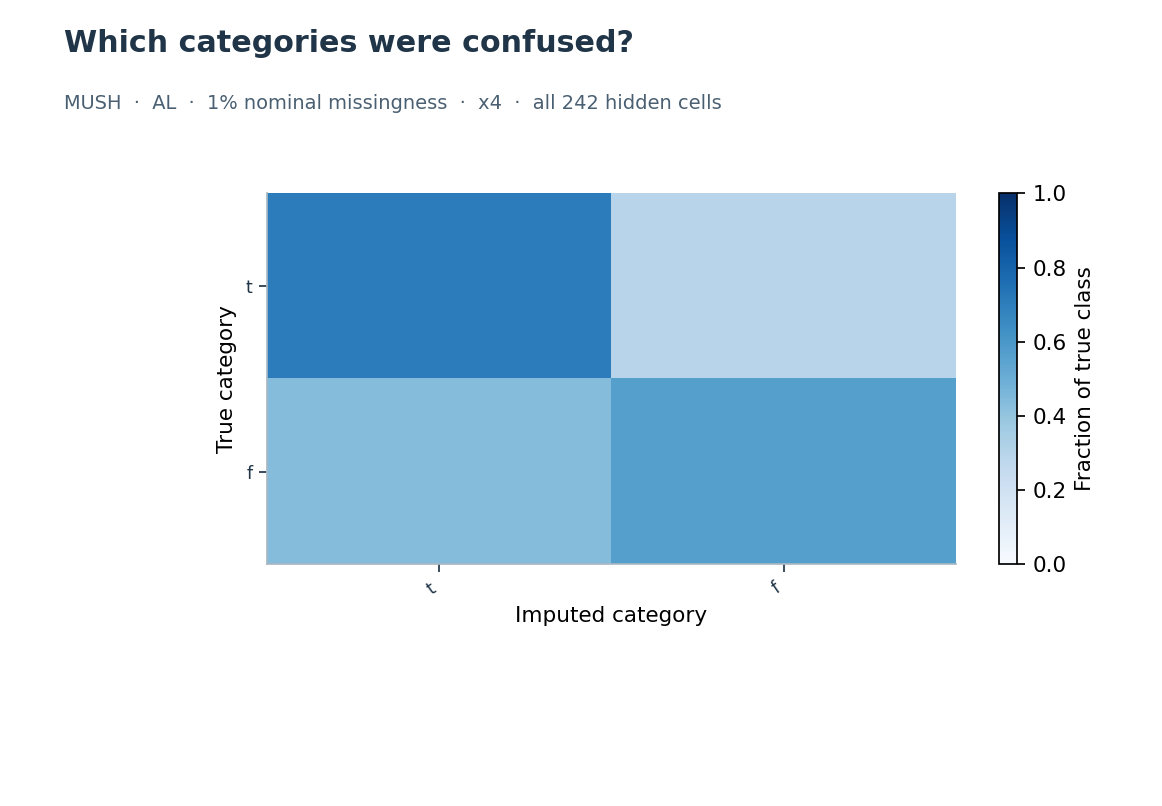 Which categories were confused?
MUSH · AL · 1% nominal missingness · x4 · all 242 hidden cells
True category
t
f
t
f
Imputed category
1.0
0.8
0.6
0.4
0.2
0.0
Fraction of true class